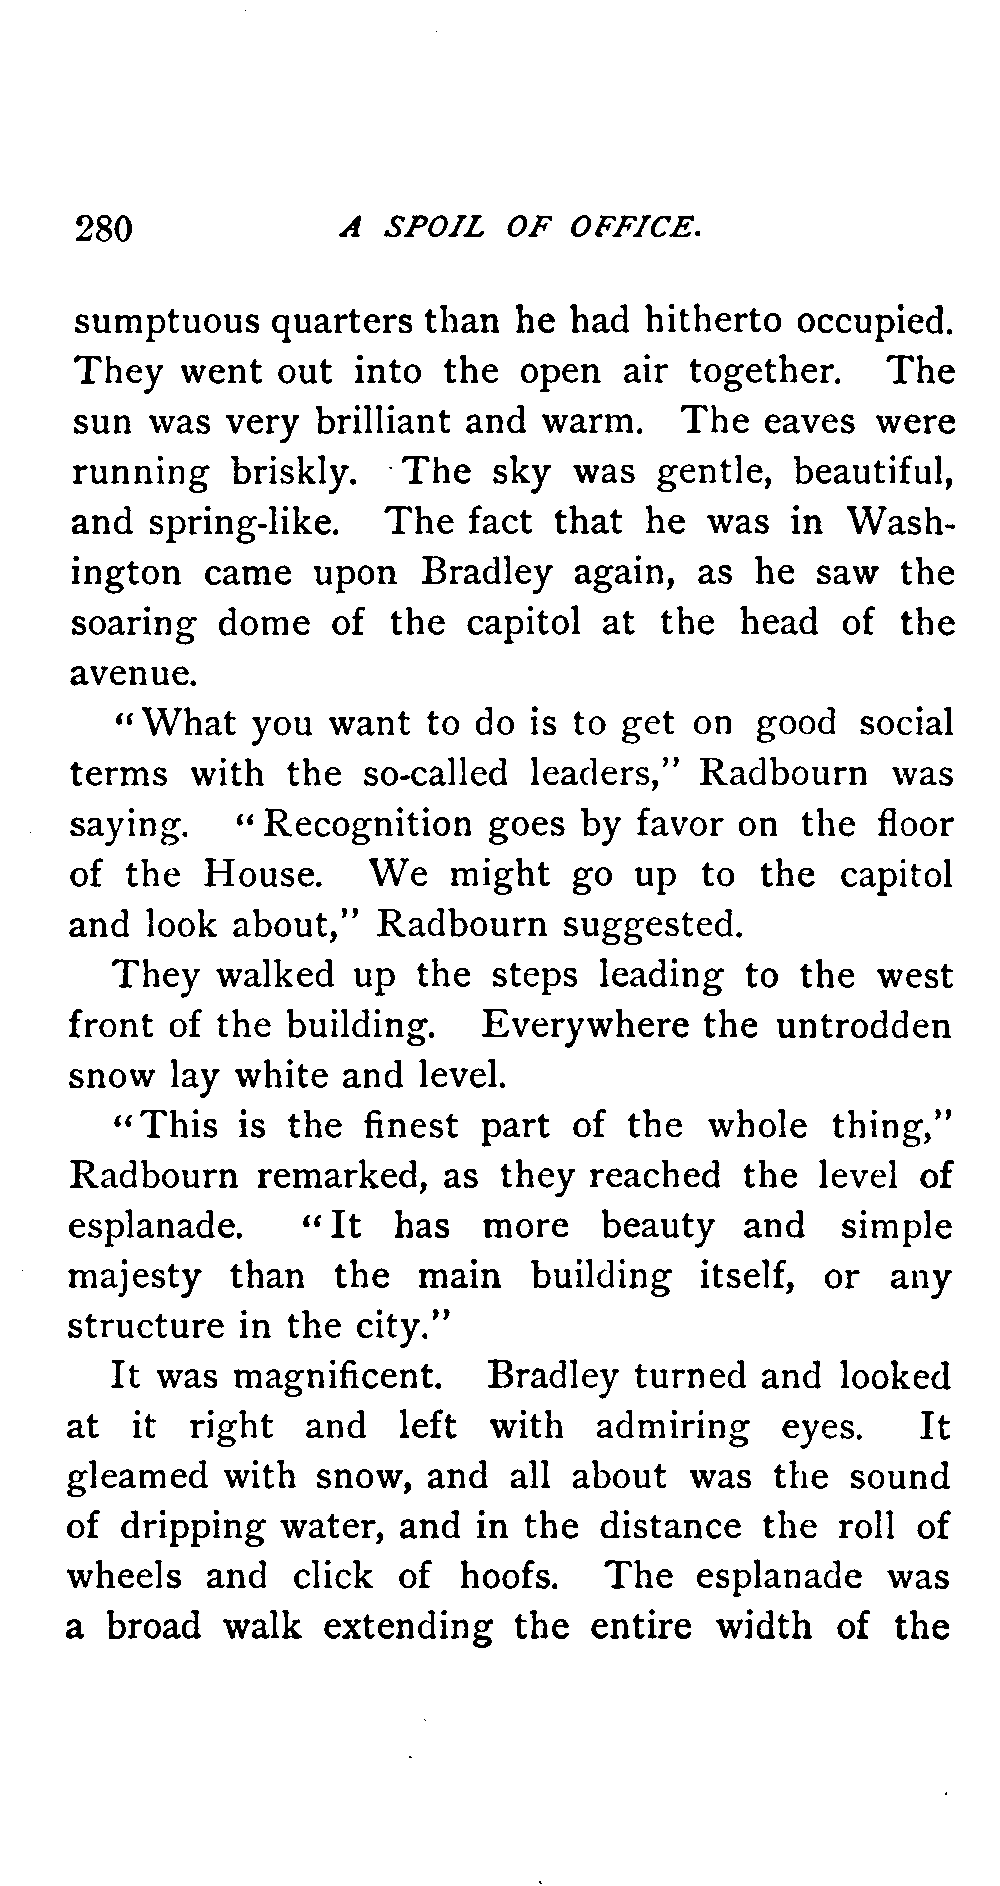 280 A SPOIL OF OFFICE.
sumptuous quarters than he had hitherto occupied.
They went out into the open air together. The
sun was very brilliant and warm. The eaves were
running briskly. The sky was gentle, beautiful,
and spring-like. The fact that he was in Wash-
ington came upon Bradley again, as he saw the
soaring dome of the capitol at the head of the
avenue.
“What you want to do is to get on good social
terms with the so-called leaders,” Radbourn was
saying. “Recognition goes by favor on the floor
of the House. We might go up to the capitol
and look about,” Radbourn suggested.
They walked up the steps leading to the west
front of the building. Everywhere the untrodden
snow lay white and level.
“This is the finest part of the whole thing,”
Radbourn remarked, as they reached the level of
esplanade. “It has more beauty and simple
majesty than the main building itself, or any
structure in the city.”
It was magnificent. Bradley turned and looked
at it right and left with admiring eyes. It
gleamed with snow, and all about was the sound
of dripping water, and in the distance the roll of
wheels and click of hoofs. The esplanade was
a broad walk extending the entire width of the